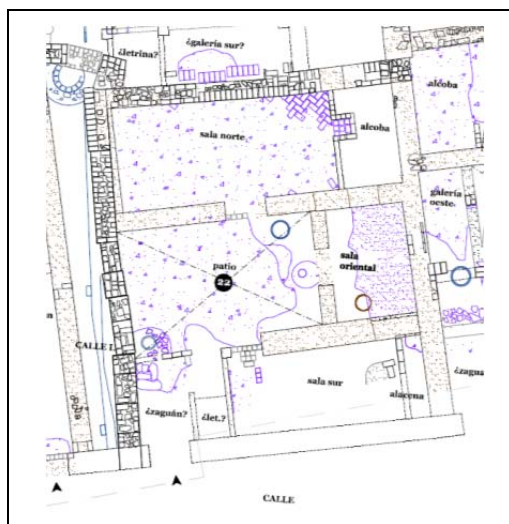 ¿letrina?
¿galería sur?
alcoba
sala norte
alcoba
galería
oeste.
patio
22
sala
oriental
CALLE I.
sala sur
alacena
¿zagua
¿zaguán?
¿let.?
CALLE